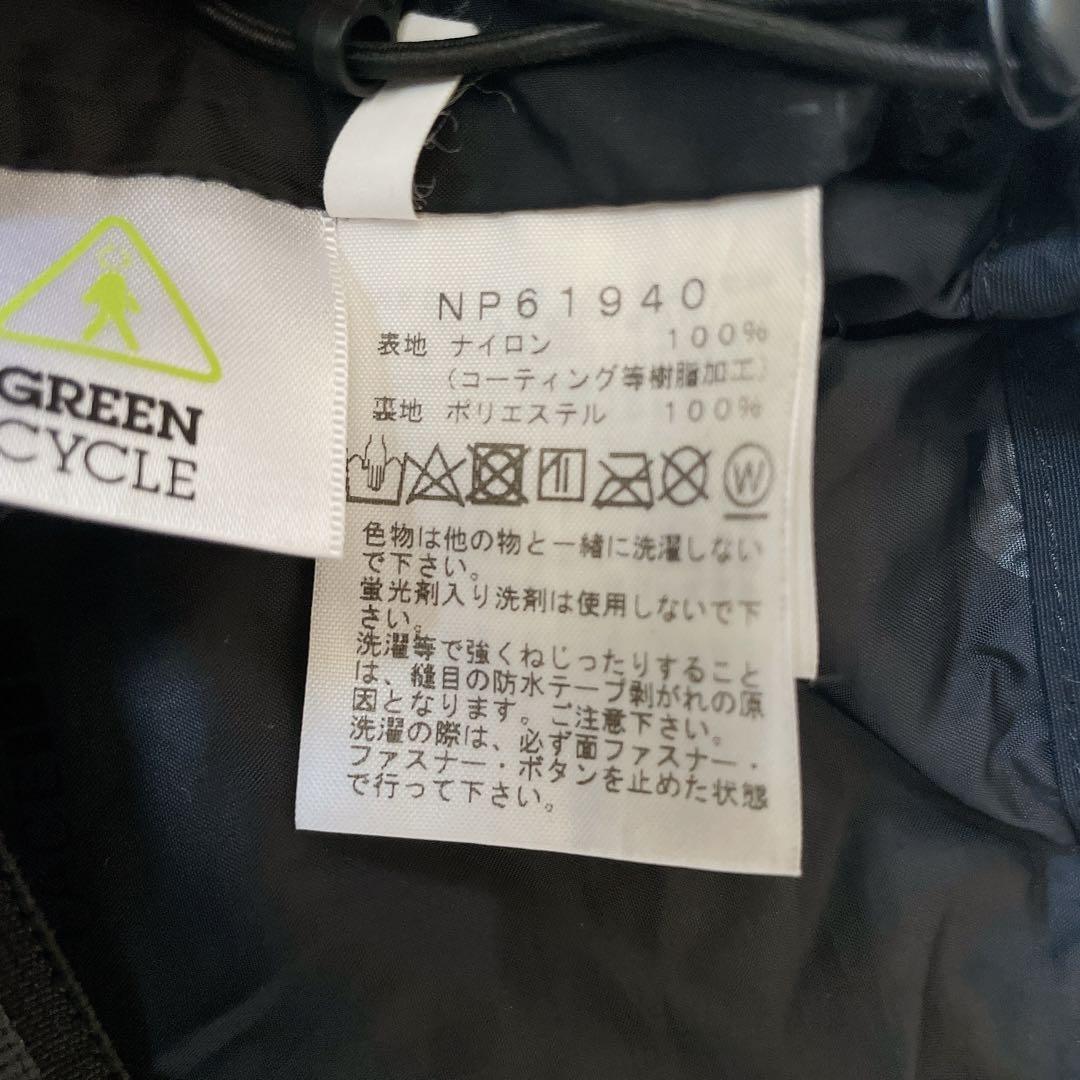 GREEN
CYCLE
NP61940
表地 ナイロン 100%
(コーティング等樹脂加工)
裏地 ポリエステル 100%
W
色物は他の物と一緒に洗濯しない
で下さい。
蛍光剤入り洗剤は使用しないで下
さい。
洗濯等で強くねじったりすること
は、縫目の防水テープ剥がれの原
因となります。ご注意下さい。
洗濯の際は、必ず面ファスナー・
ファスナー・ボタンを止めた状態
で行って下さい。